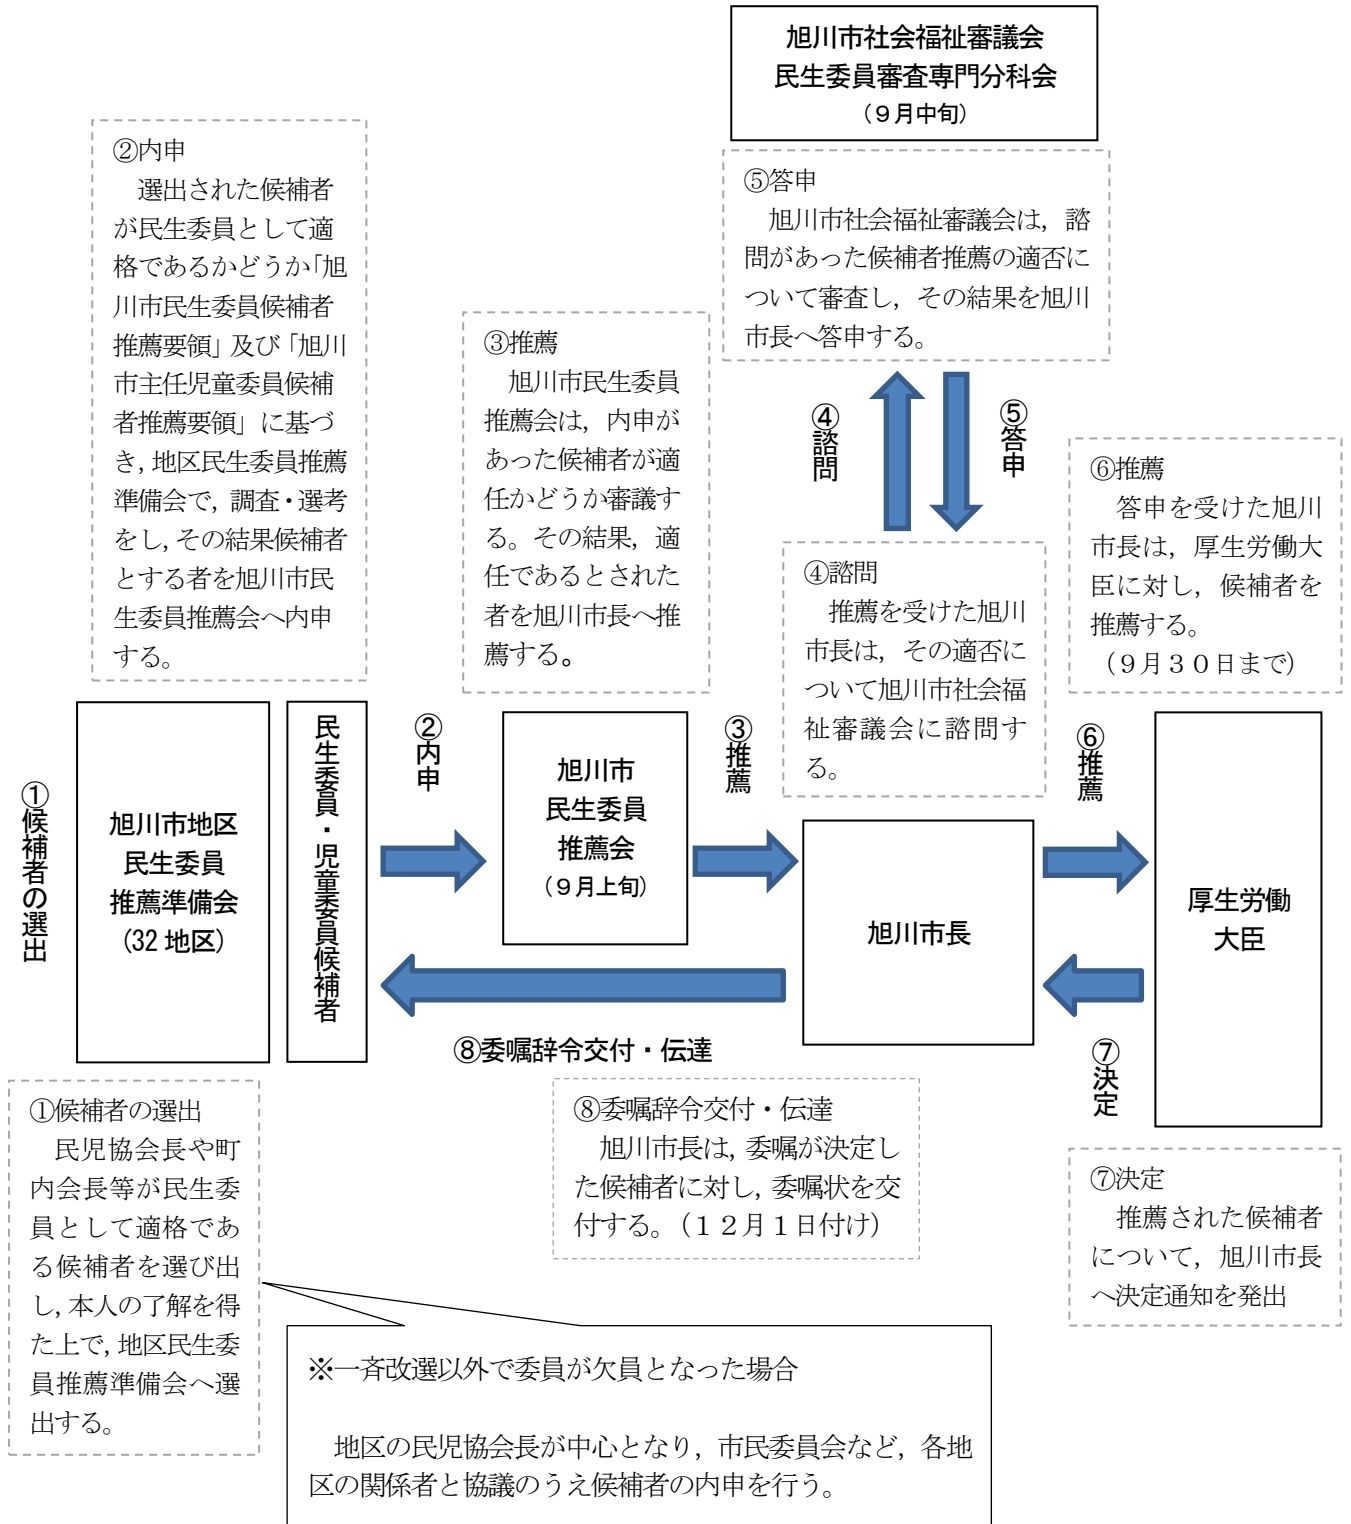 旭川市社会福祉審議会
民生委員審査専門分科会
（９月中旬）
②内申
　選出された候補者
が民生委員として適
格であるかどうか「旭
川市民生委員候補者
推薦要領」及び「旭川
市主任児童委員候補
者推薦要領」に基づ
き，地区民生委員推薦
準備会で，調査・選考
をし，その結果候補者
とする者を旭川市民
生委員推薦会へ内申
する。
③推薦
　旭川市民生委員
推薦会は，内申が
あった候補者が適
任かどうか審議す
る。その結果，適
任であるとされた
者を旭川市長へ推
薦する。
⑤答申
　旭川市社会福祉審議会は，諮
問があった候補者推薦の適否に
ついて審査し，その結果を旭川
市長へ答申する。
④諮問
⑤答申
④諮問
　推薦を受けた旭川
市長は，その適否に
ついて旭川市社会福
祉審議会に諮問す
る。
⑥推薦
　答申を受けた旭川
市長は，厚生労働大
臣に対し，候補者を
推薦する。
（９月３０日まで）
①候補者の選出
旭川市地区
民生委員
推薦準備会
（32 地区）
民生委員・児童委員候補者
②内申
旭川市
民生委員
推薦会
（９月上旬）
③推薦
旭川市長
⑥推薦
厚生労働
大臣
⑦決定
⑧委嘱辞令交付・伝達
①候補者の選出
　民児協会長や町
内会長等が民生委
員として適格であ
る候補者を選び出
し，本人の了解を得
た上で，地区民生委
員推薦準備会へ選
出する。
⑧委嘱辞令交付・伝達
　旭川市長は，委嘱が決定し
た候補者に対し，委嘱状を交
付する。（１２月１日付け）
⑦決定
　推薦された候補者
について，旭川市長
へ決定通知を発出
※一斉改選以外で委員が欠員となった場合
　地区の民児協会長が中心となり，市民委員会など，各地
区の関係者と協議のうえ候補者の内申を行う。